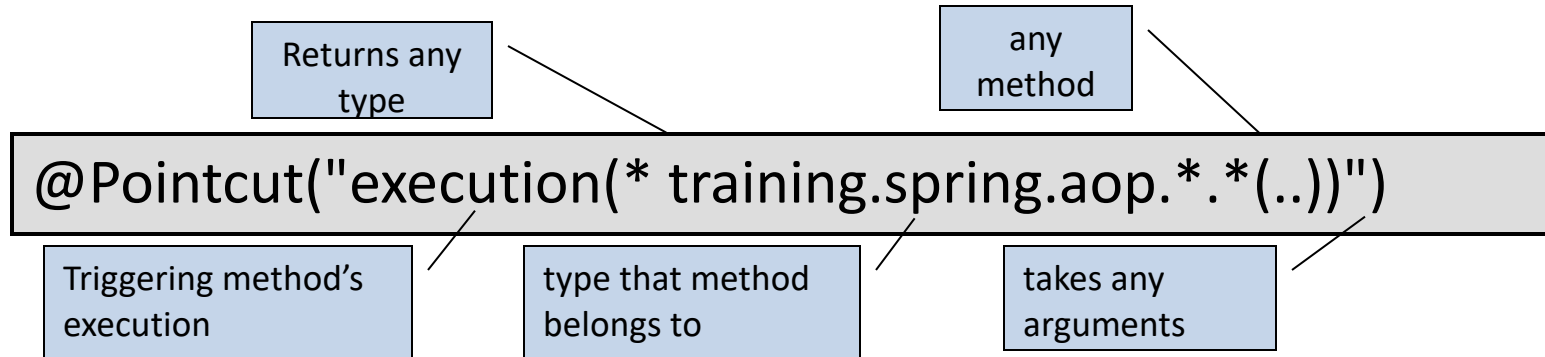 Returns any
type
any
method
@Pointcut("execution(* training.spring.aop.*.*(..))")
Triggering method’s
execution
type that method
belongs to
takes any
arguments